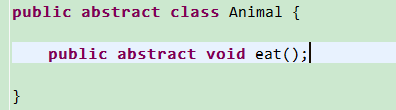 public abstract class Animal {
public abstract void eat();
}